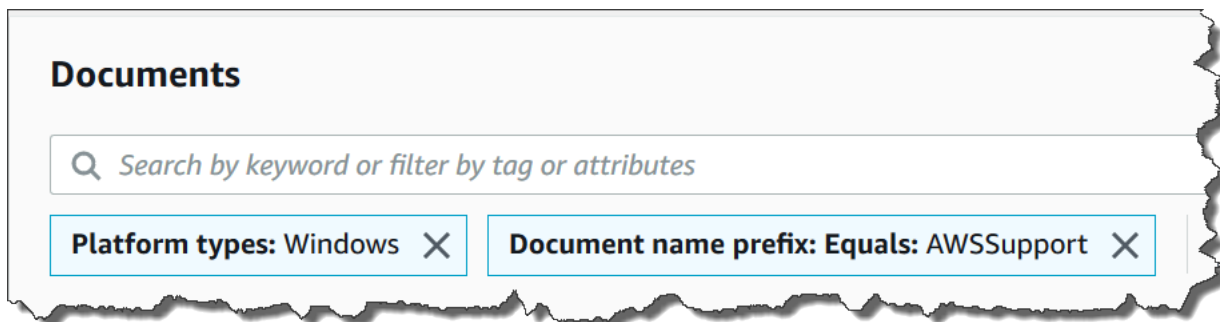 Documents
Search by keyword or filter by tag or attributes
Platform types: Windows Document name prefix: Equals: AWSSupport